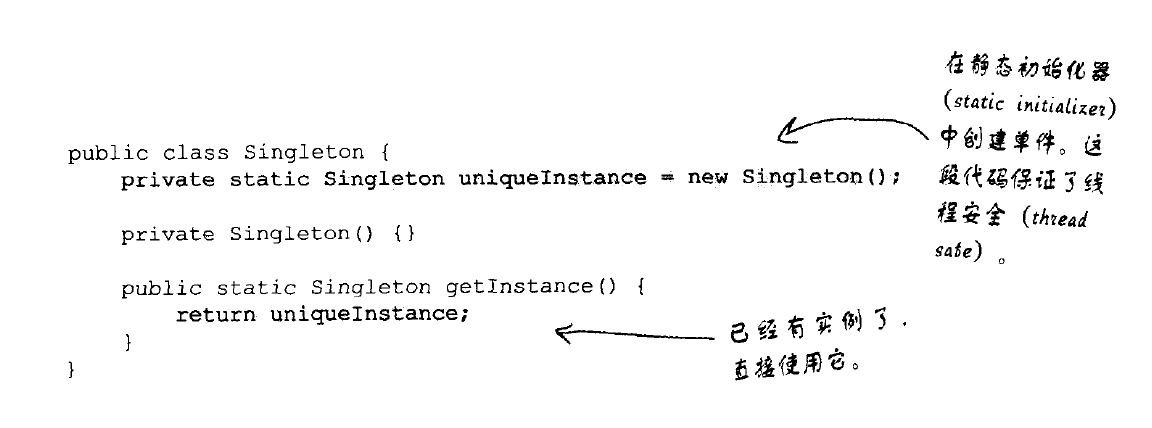 在静态初始化器
(static initializer)
中创建单件。这
段代码保证了线
程安全 (thread
safe) 。
public class Singleton {
private static Singleton uniqueInstance = new Singleton();
private Singleton() {}
public static Singleton getInstance() {
return uniqueInstance;
}
}
已经有实例了，
直接使用它。